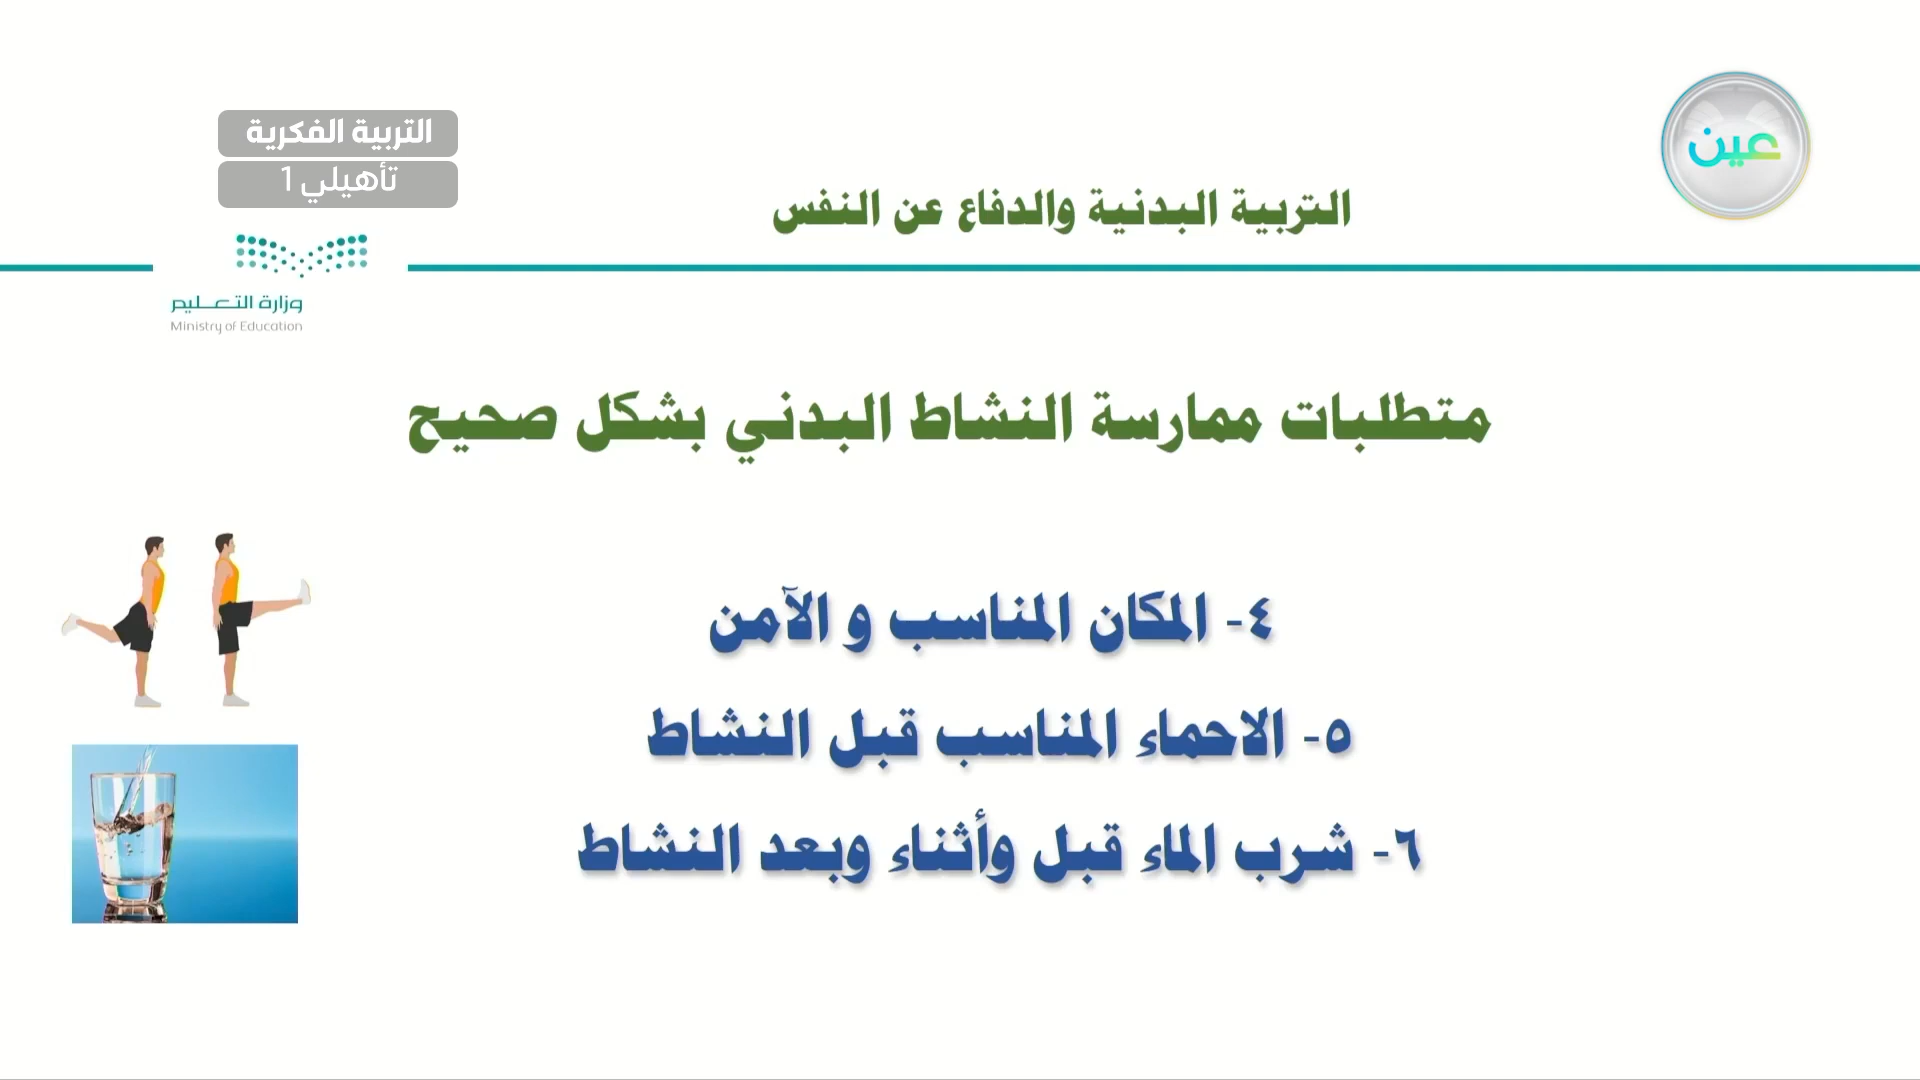 التربية الفكرية
تأهيلي 1
عين
التربية البدنية والدفاع عن النفس
وزارة التعليم
Ministry of Education
متطلبات ممارسة النشاط البدني بشكل صحيح
٤- المكان المناسب و الآمن
٥- الاحماء المناسب قبل النشاط
٦- شرب الماء قبل وأثناء وبعد النشاط